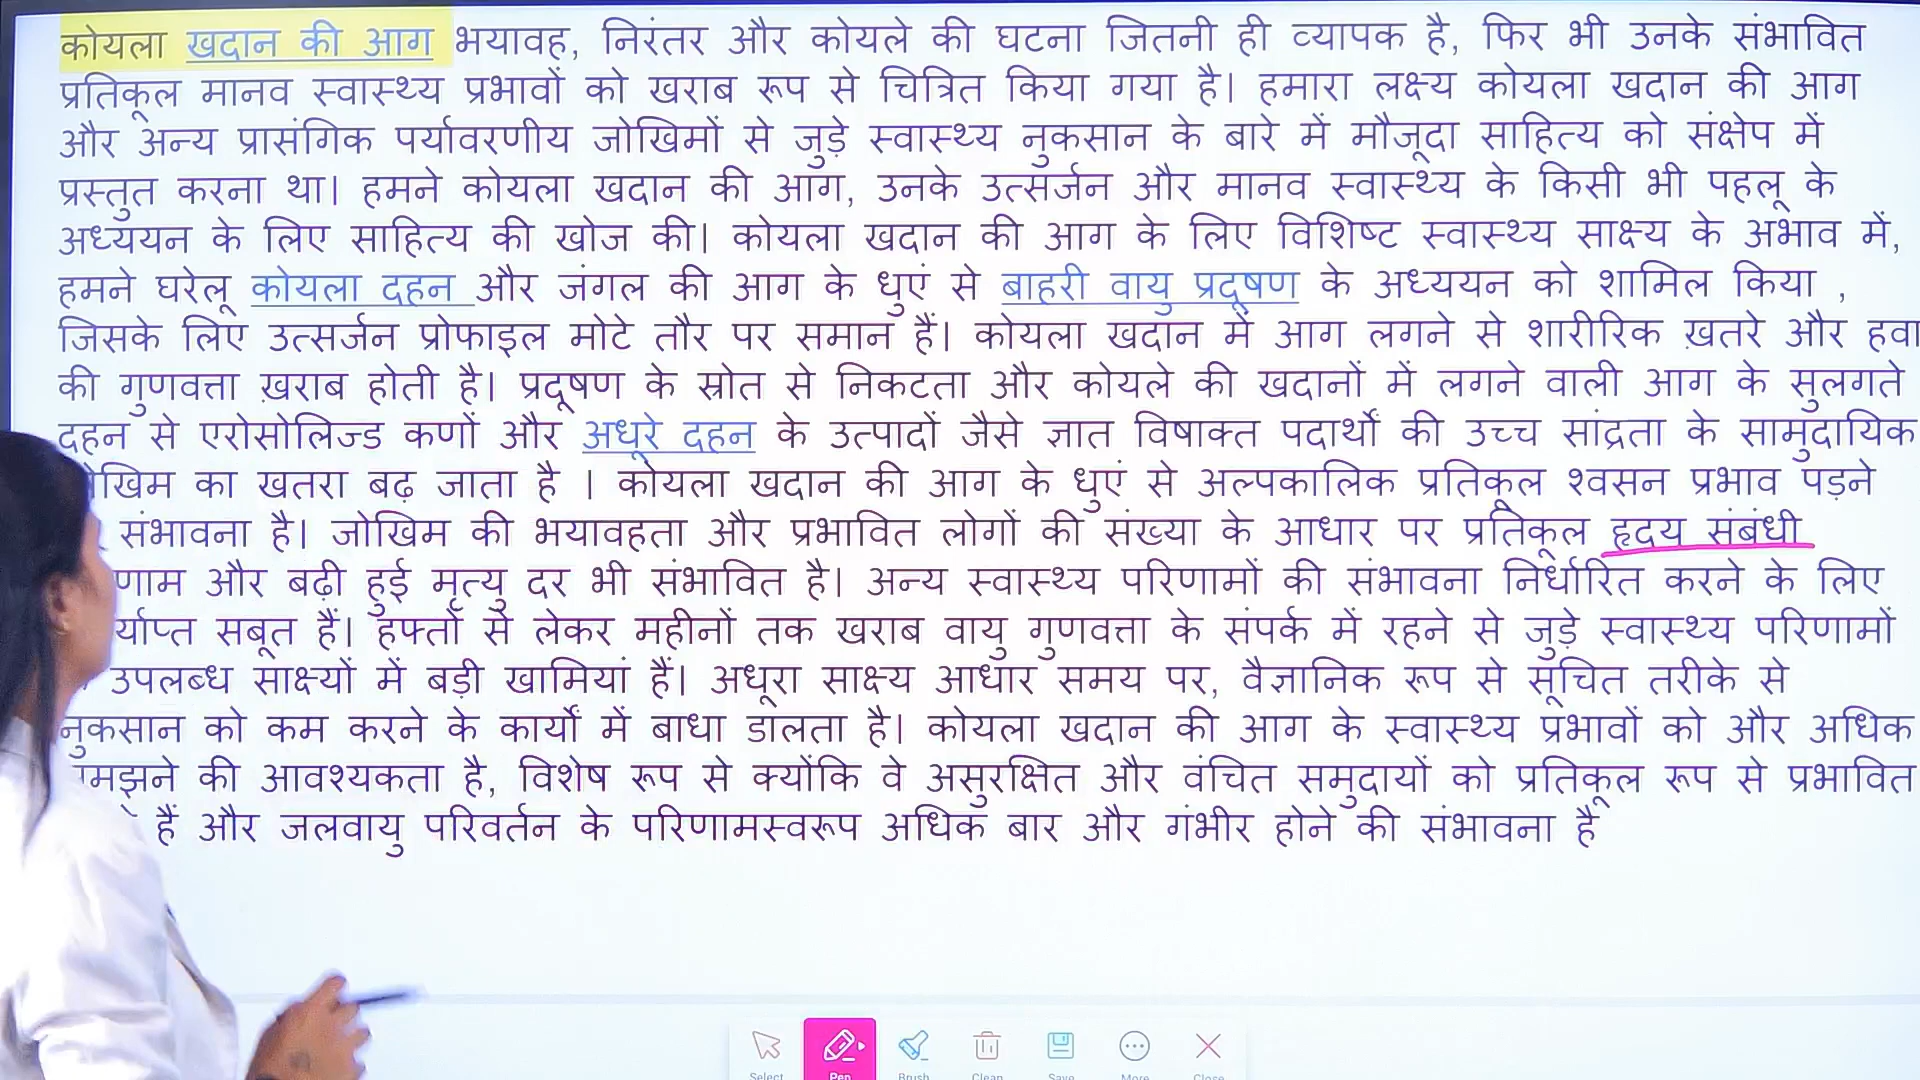 कोयला खदान की आग भयावह, निरंतर और कोयले की घटना जितनी ही व्यापक है, फिर भी उनके संभावित
प्रतिकूल मानव स्वास्थ्य प्रभावों को खराब रूप से चित्रित किया गया है। हमारा लक्ष्य कोयला खदान की आग
और अन्य प्रासंगिक पर्यावरणीय जोखिमों से जुड़े स्वास्थ्य नुकसान के बारे में मौजूदा साहित्य को संक्षेप में
प्रस्तुत करना था। हमने कोयला खदान की आग, उनके उत्सर्जन और मानव स्वास्थ्य के किसी भी पहलू के
अध्ययन के लिए साहित्य की खोज की। कोयला खदान की आग के लिए विशिष्ट स्वास्थ्य साक्ष्य के अभाव में,
हमने घरेलू कोयला दहन और जंगल की आग के धुएं से बाहरी वायु प्रदूषण के अध्ययन को शामिल किया ,
जिसके लिए उत्सर्जन प्रोफाइल मोटे तौर पर समान हैं। कोयला खदान में आग लगने से शारीरिक ख़तरे और हवा
की गुणवत्ता ख़राब होती है। प्रदूषण के स्रोत से निकटता और कोयले की खदानों में लगने वाली आग के सुलगते
दहन से एरोसोलिज्ड कणों और अधूरे दहन के उत्पादों जैसे ज्ञात विषाक्त पदार्थों की उच्च सांद्रता के सामुदायिक
का खतरा बढ़ जाता है । कोयला खदान की आग के धुएं से अल्पकालिक प्रतिकूल श्वसन प्रभाव पड़ने
संभावना है। जोखिम की भयावहता और प्रभावित लोगों की संख्या के आधार पर प्रतिकूल हृदय संबंधी
और बढ़ी हुई मृत्यु दर भी संभावित है। अन्य स्वास्थ्य परिणामों की संभावना निर्धारित करने के लिए
सबूत हैं। हफ्तों से लेकर महीनों तक खराब वायु गुणवत्ता के संपर्क में रहने से जुड़े स्वास्थ्य परिणामों
उपलब्ध साक्ष्यों में बड़ी खामियां हैं। अधूरा साक्ष्य आधार समय पर, वैज्ञानिक रूप से सूचित तरीके से
नुकसान को कम करने के कार्यों में बाधा डालता है। कोयला खदान की आग के स्वास्थ्य प्रभावों को और अधिक
समझने की आवश्यकता है, विशेष रूप से क्योंकि वे असुरक्षित और वंचित समुदायों को प्रतिकूल रूप से प्रभावित
हैं और जलवायु परिवर्तन के परिणामस्वरूप अधिक बार और गंभीर होने की संभावना है
Select Pen Brush Clean Save More Close